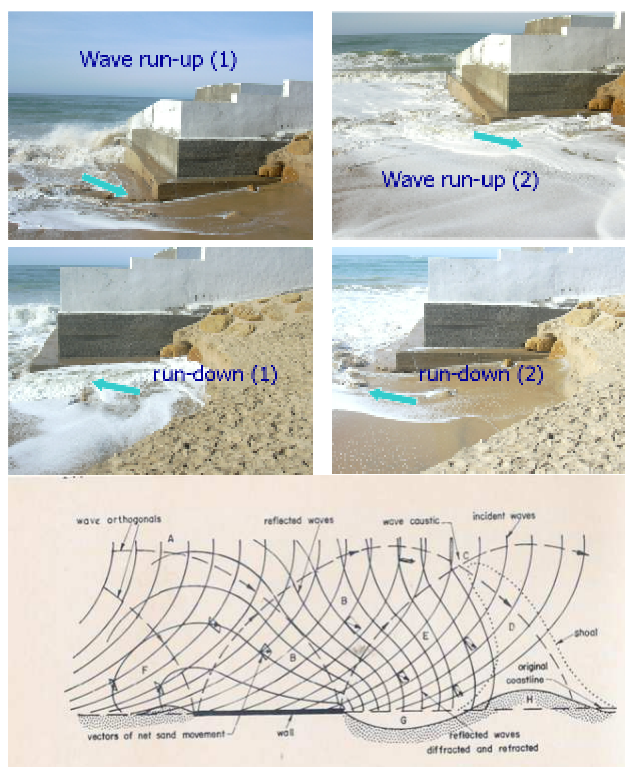 Wave run-up (1)
Wave run-up (2)
run-down (1)
run-down (2)
wave orthogonals
A
reflected waves
wave caustic
incident waves
C
B
E
D
shoal
F
B
original
coastline
H
G
vectors of net sand movement
wall
reflected waves
diffracted and refracted